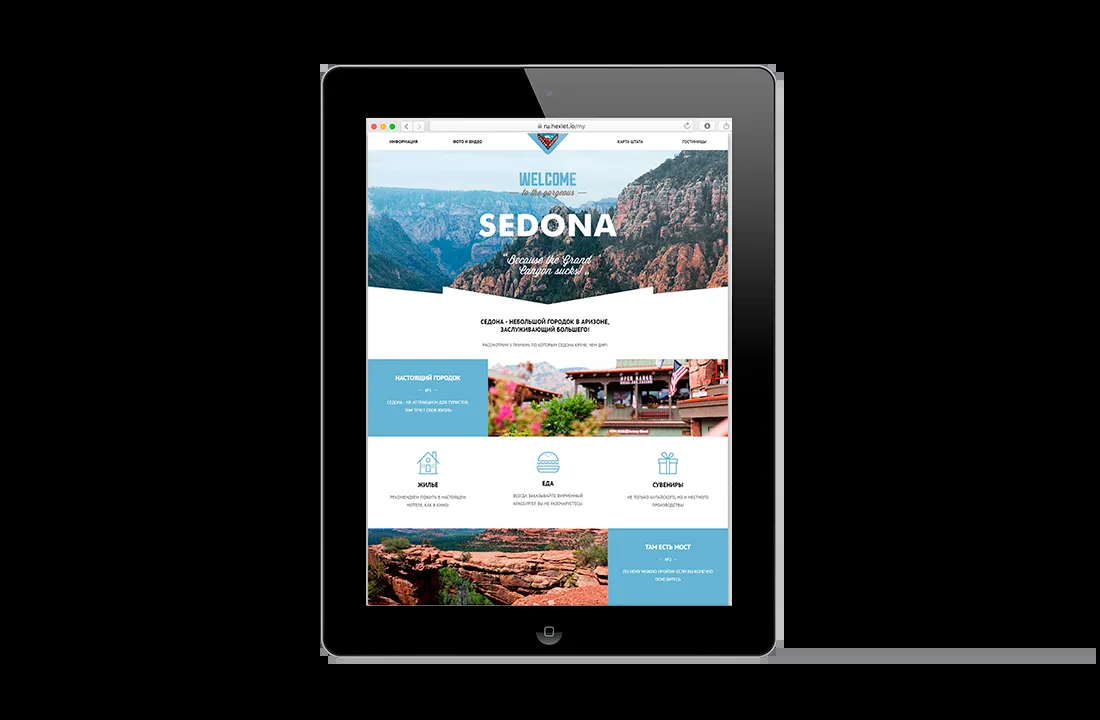 ru.hexlet.io/my
ИНФОРМАЦИЯ
ФОТО И ВИДЕО
КАРТА ШТАТА
ГОСТИНИЦЫ
WELCOME
to the gorgeous
SEDONA
"Because the Grand
Canyon sucks!"
СЕДОНА - НЕБОЛЬШОЙ ГОРОДОК В АРИЗОНЕ,
ЗАСЛУЖИВАЮЩИЙ БОЛЬШЕГО!
РАССМОТРИМ 5 ПРИЧИН, ПО КОТОРЫМ СЕДОНА КРУЧЕ, ЧЕМ ДИР!
НАСТОЯЩИЙ ГОРОДОК
— №1 —
СЕДОНА - НЕ АТТРАКЦИОН ДЛЯ ТУРИСТОВ,
ТАМ ТЕЧЕТ СВОЯ ЖИЗНЬ
OPEN RANGE
ЖИЛЬЕ
РЕКОМЕНДУЕМ ПОЖИТЬ В НАСТОЯЩЕМ
МОТЕЛЕ, КАК В КИНО!
ЕДА
ВСЕГДА ЗАКАЗЫВАЙТЕ ФИРМЕННЫЙ
ВЫ НЕ РАЗОЧАРУЕТЕСЬ!
СУВЕНИРЫ
НЕ ТОЛЬКО КИТАЙСКОГО, НО И МЕСТНОГО
ПРОИЗВОДСТВА!
ТАМ ЕСТЬ МОСТ
— №2 —
ПО НЕМУ МОЖНО ПРОЙТИ! ЕСЛИ ВЫ КОНЕЧНО
ОСМЕЛИТЕСЬ